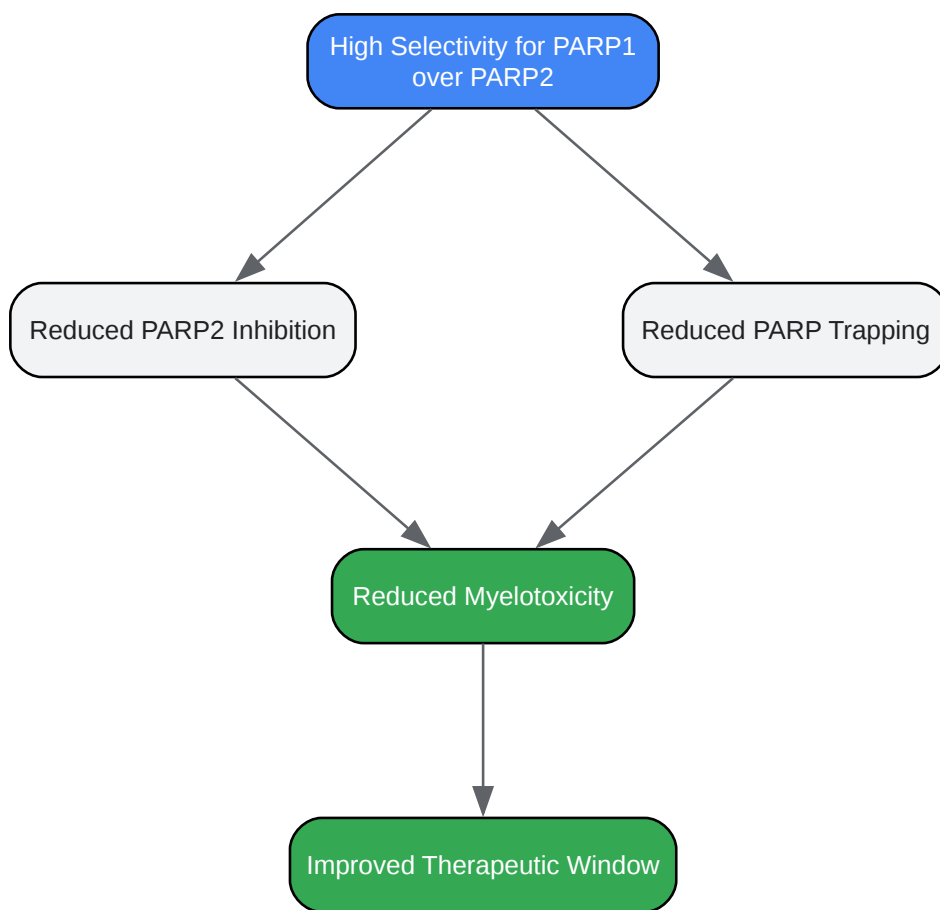 High Selectivity for PARP1
over PARP2
Reduced PARP2 Inhibition
Reduced PARP Trapping
Reduced Myelotoxicity
Improved Therapeutic Window